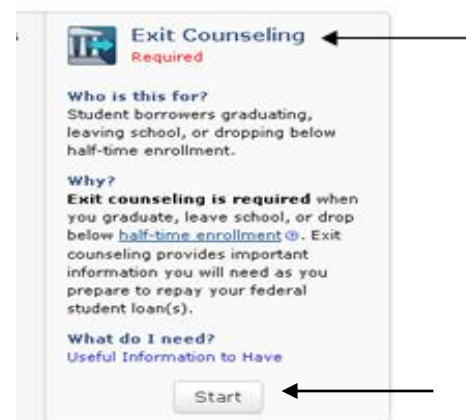 Exit Counseling
Required
Who is this for?
Student borrowers graduating,
leaving school, or dropping below
half-time enrollment.
Why?
Exit counseling is required when
you graduate, leave school, or drop
below half-time enrollment. Exit
counseling provides important
information you will need as you
prepare to repay your federal
student loan(s).
What do I need?
Useful Information to Have
Start